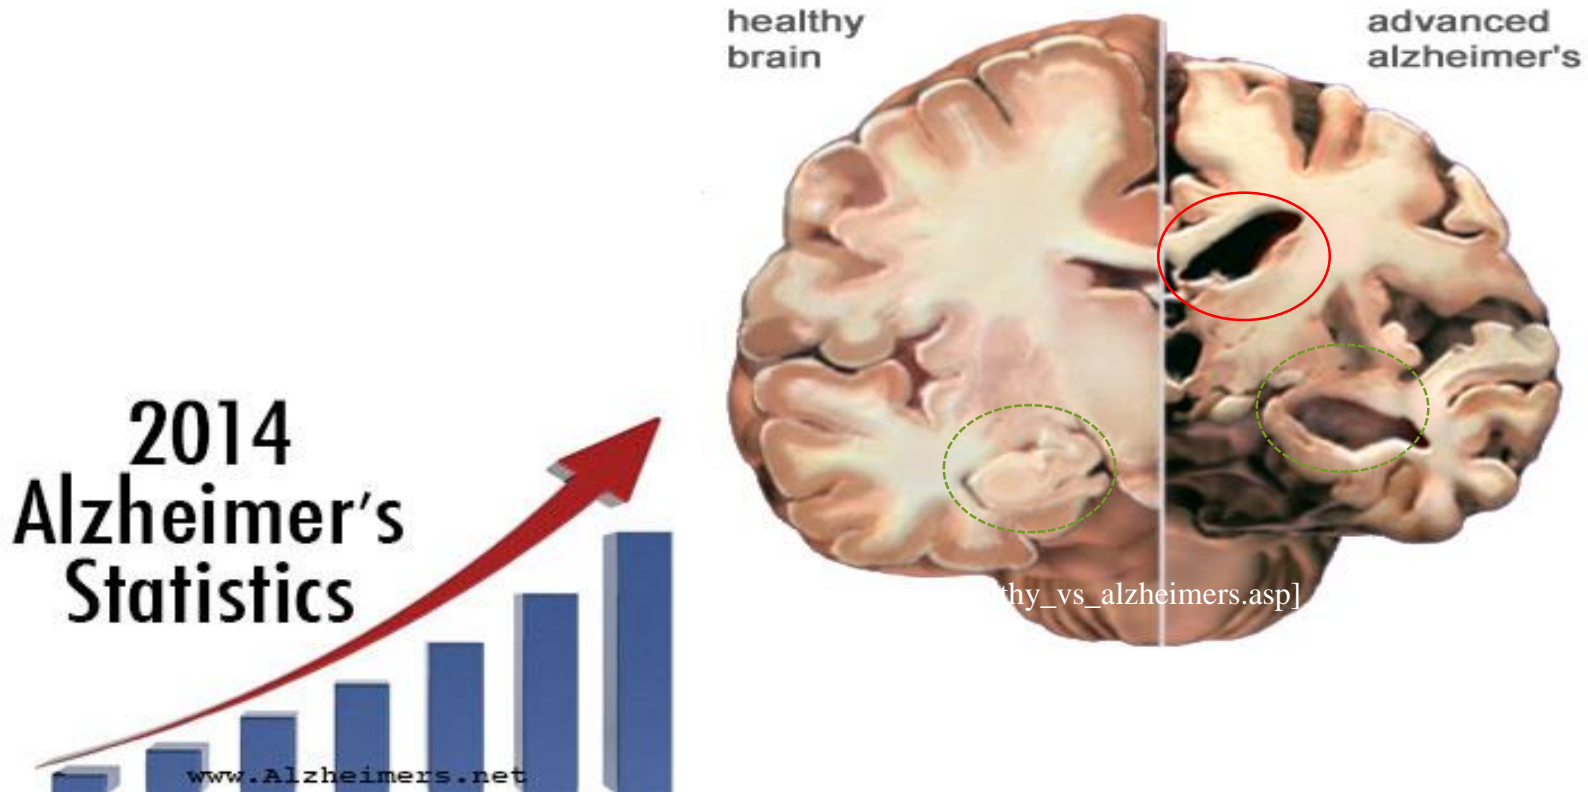 healthy
brain
advanced
alzheimer's
2014
Alzheimer's
Statistics
thy_vs_alzheimers.asp]
www.Alzheimers.net